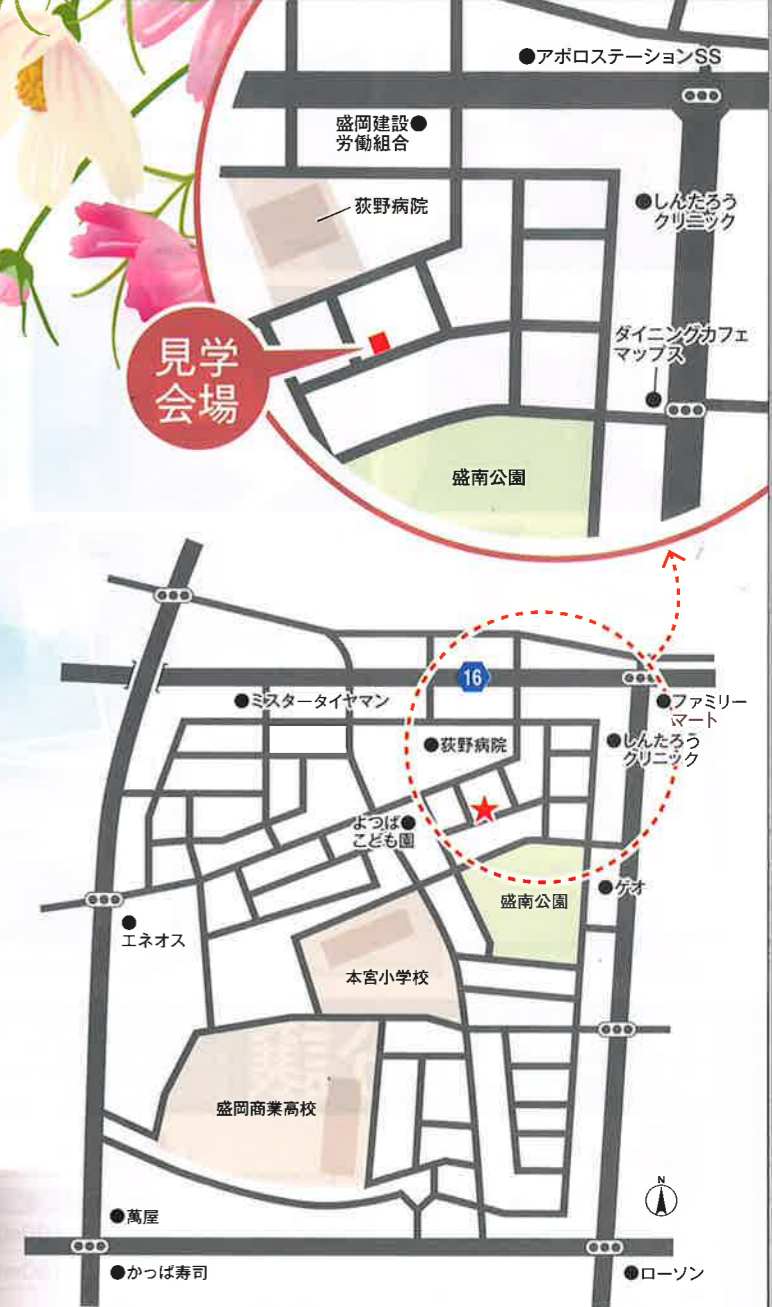 アポロステーションSS
盛岡建設
労働組合
荻野病院
しんたろう
クリニック
見学
会場
ダイニングカフェ
マップス
盛南公園
16
ミスタータイヤマン
ファミリー
マート
荻野病院
しんたろう
クリニック
よつば
こども園
盛南公園
ゲオ
エネオス
本宮小学校
盛岡商業高校
N
萬屋
かっぱ寿司
ローソン